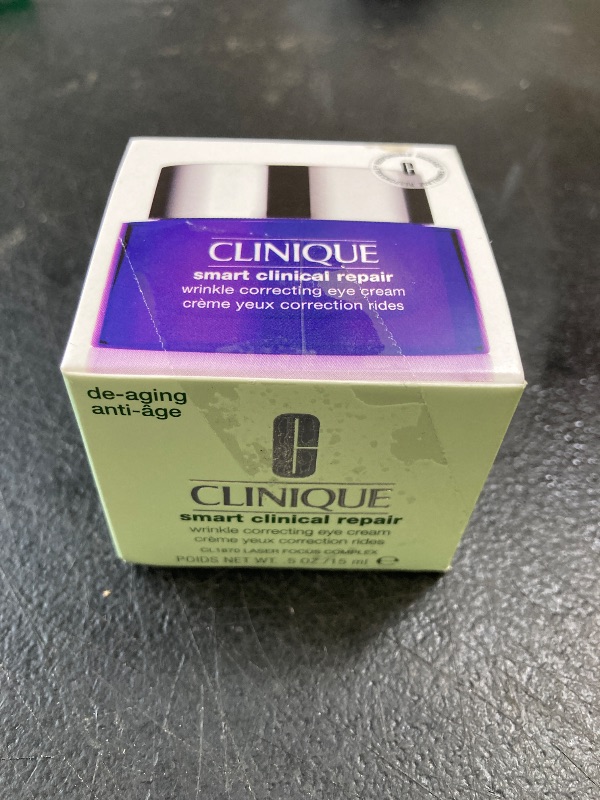 CLINIQUE
smart clinical repair
wrinkle correcting eye cream
crème yeux correction rides
de-aging
anti-âge
CLINIQUE
smart clinical repair
wrinkle correcting eye cream
crème yeux correction rides
CL1870 LASER FOCUS COMPLEX
POIDS NET WT. .5 OZ/15 ml e